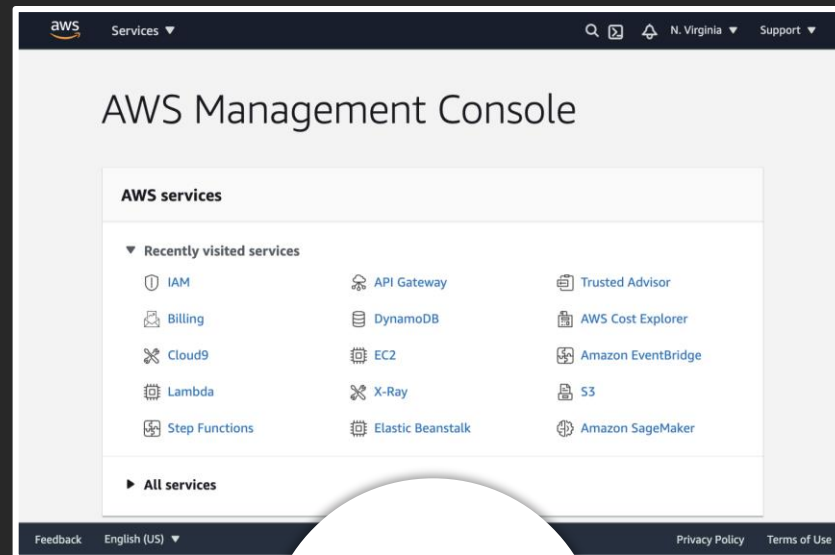 aws Services ▼ N. Virginia ▼ Support ▼
AWS Management Console
AWS services
▼ Recently visited services
IAM API Gateway Trusted Advisor
Billing DynamoDB AWS Cost Explorer
Cloud9 EC2 Amazon EventBridge
Lambda X-Ray S3
Step Functions Elastic Beanstalk Amazon SageMaker
▶ All services
Feedback English (US) ▼ Privacy Policy Terms of Use